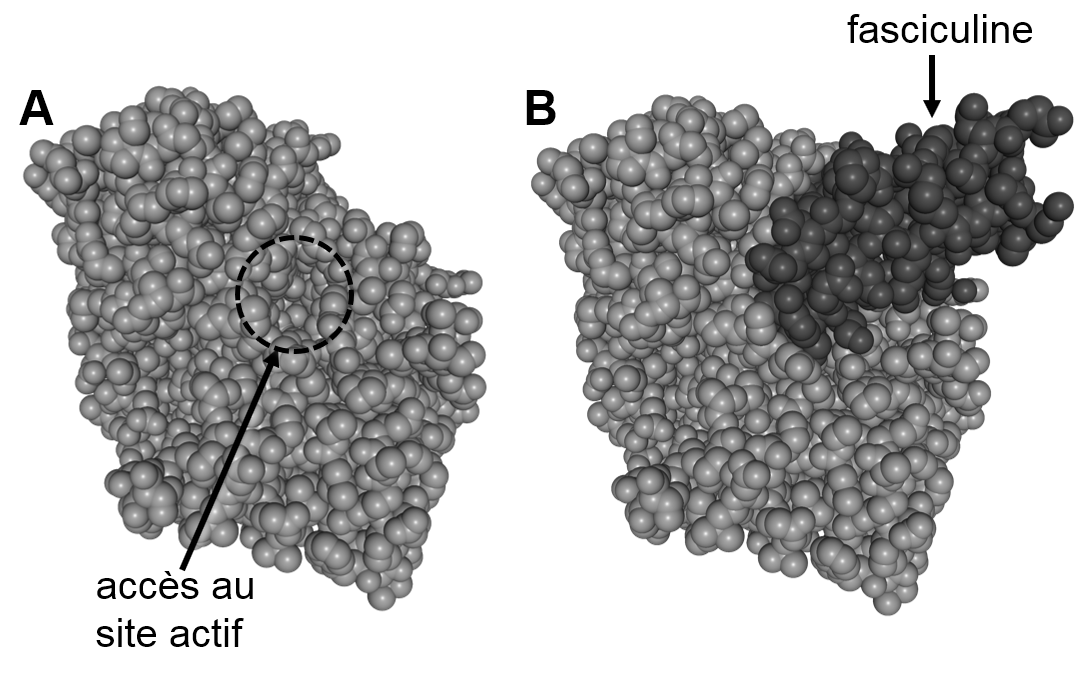 A
accès au
site actif
B
fasciculine